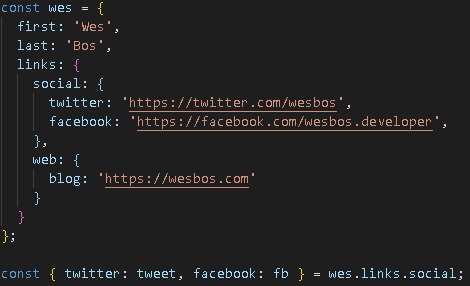 const wes = {
  first: 'Wes',
  last: 'Bos',
  links: {
    social: {
      twitter: 'https://twitter.com/wesbos',
      facebook: 'https://facebook.com/wesbos.developer',
    },
    web: {
      blog: 'https://wesbos.com'
    }
  }
};

const { twitter: tweet, facebook: fb } = wes.links.social;